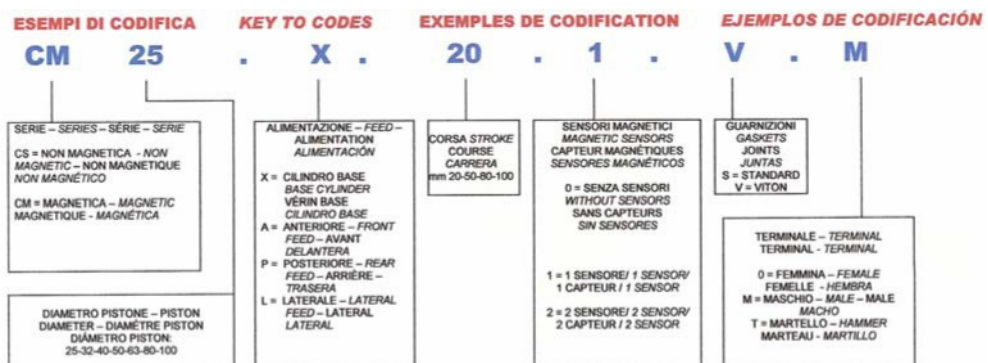 ESEMPI DI CODIFICA KEY TO CODES EXEMPLES DE CODIFICATION EJEMPLOS DE CODIFICACIÓN
CM 25 . X . 20 . 1 . V . M
SERIE – SERIES – SÉRIE – SERIE
CS = NON MAGNETICA - NON
MAGNETIC – NON MAGNETIQUE
NON MAGNÉTICO
CM = MAGNETICA – MAGNETIC
MAGNETIQUE - MAGNÉTICA
DIAMETRO PISTONE – PISTON
DIAMETER – DIAMÈTRE PISTON
DIÁMETRO PISTON:
25-32-40-50-63-80-100
ALIMENTAZIONE – FEED –
ALIMENTATION
ALIMENTACIÓN
X = CILINDRO BASE
BASE CYLINDER
VÉRIN BASE
CILINDRO BASE
A = ANTERIORE – FRONT
FEED – AVANT
DELANTERA
P = POSTERIORE – REAR
FEED – ARRIÈRE –
TRASERA
L = LATERALE – LATERAL
FEED – LATERAL
LATERAL
CORSA STROKE
COURSE
CARRERA
mm 20-50-80-100
SENSORI MAGNETICI
MAGNETIC SENSORS
CAPTEUR MAGNÉTIQUES
SENSORES MAGNÉTICOS
0 = SENZA SENSORI
WITHOUT SENSORS
SANS CAPTEURS
SIN SENSORES
1 = 1 SENSORE/ 1 SENSOR/
1 CAPTEUR / 1 SENSOR
2 = 2 SENSORE/ 2 SENSOR/
2 CAPTEUR / 2 SENSOR
GUARNIZIONI
GASKETS
JOINTS
JUNTAS
S = STANDARD
V = VITON
TERMINALE – TERMINAL
TERMINAL - TERMINAL
0 = FEMMINA – FEMALE
FEMELLE - HEMBRA
M = MASCHIO – MALE – MALE
MACHO
T = MARTELLO – HAMMER
MARTEAU - MARTILLO